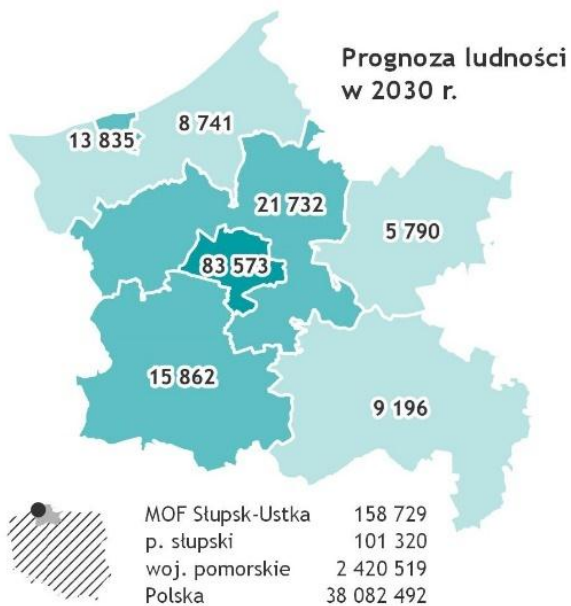 Prognoza ludności
w 2030 r.
8 741
13 835
21 732
5 790
83 573
15 862
9 196
MOF Słupsk-Ustka 158 729
p. słupski 101 320
woj. pomorskie 2 420 519
Polska 38 082 492